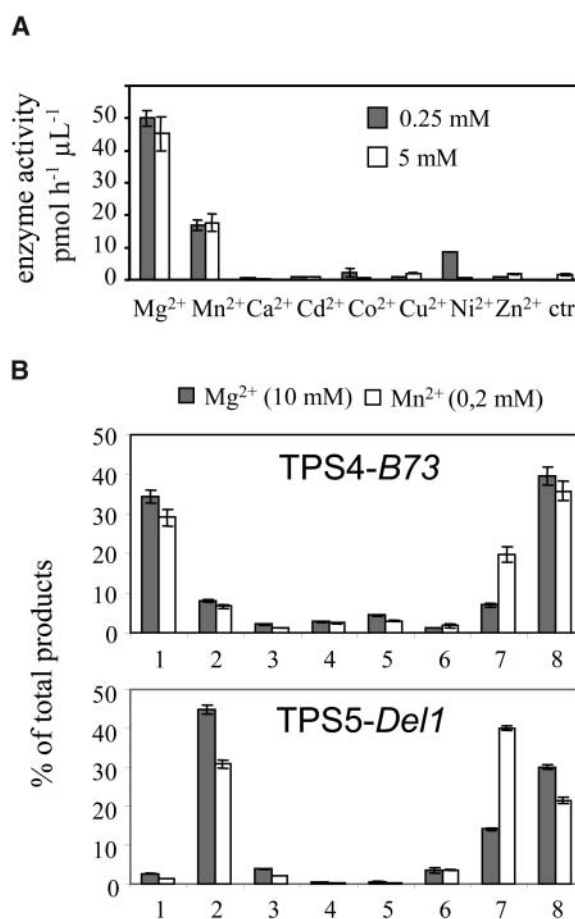 A
enzyme activity
pmol h⁻¹ µL⁻¹
50
40
30
20
10
0
0.25 mM
5 mM
Mg²⁺ Mn²⁺ Ca²⁺ Cd²⁺ Co²⁺ Cu²⁺ Ni²⁺ Zn²⁺ ctr
B
Mg²⁺ (10 mM) Mn²⁺ (0,2 mM)
% of total products
TPS4-B73
50
40
30
20
10
0
1 2 3 4 5 6 7 8
TPS5-Del1
50
40
30
20
10
0
1 2 3 4 5 6 7 8